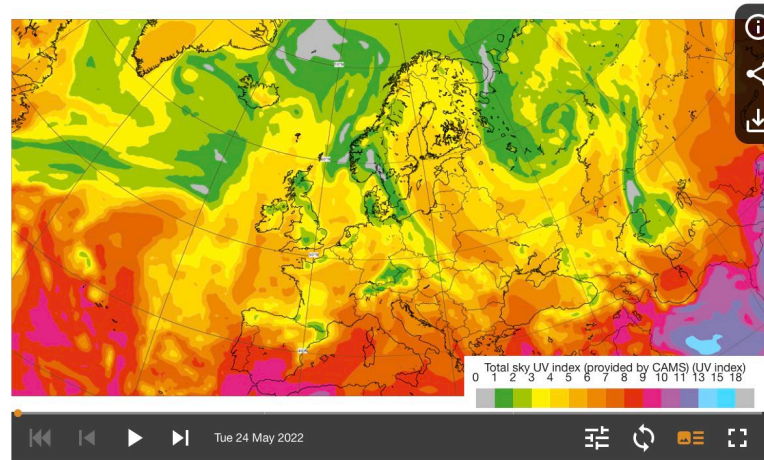 Total sky UV index (provided by CAMS) (UV index)
0 1 2 3 4 5 6 7 8 9 10 11 13 15 18
Tue 24 May 2022